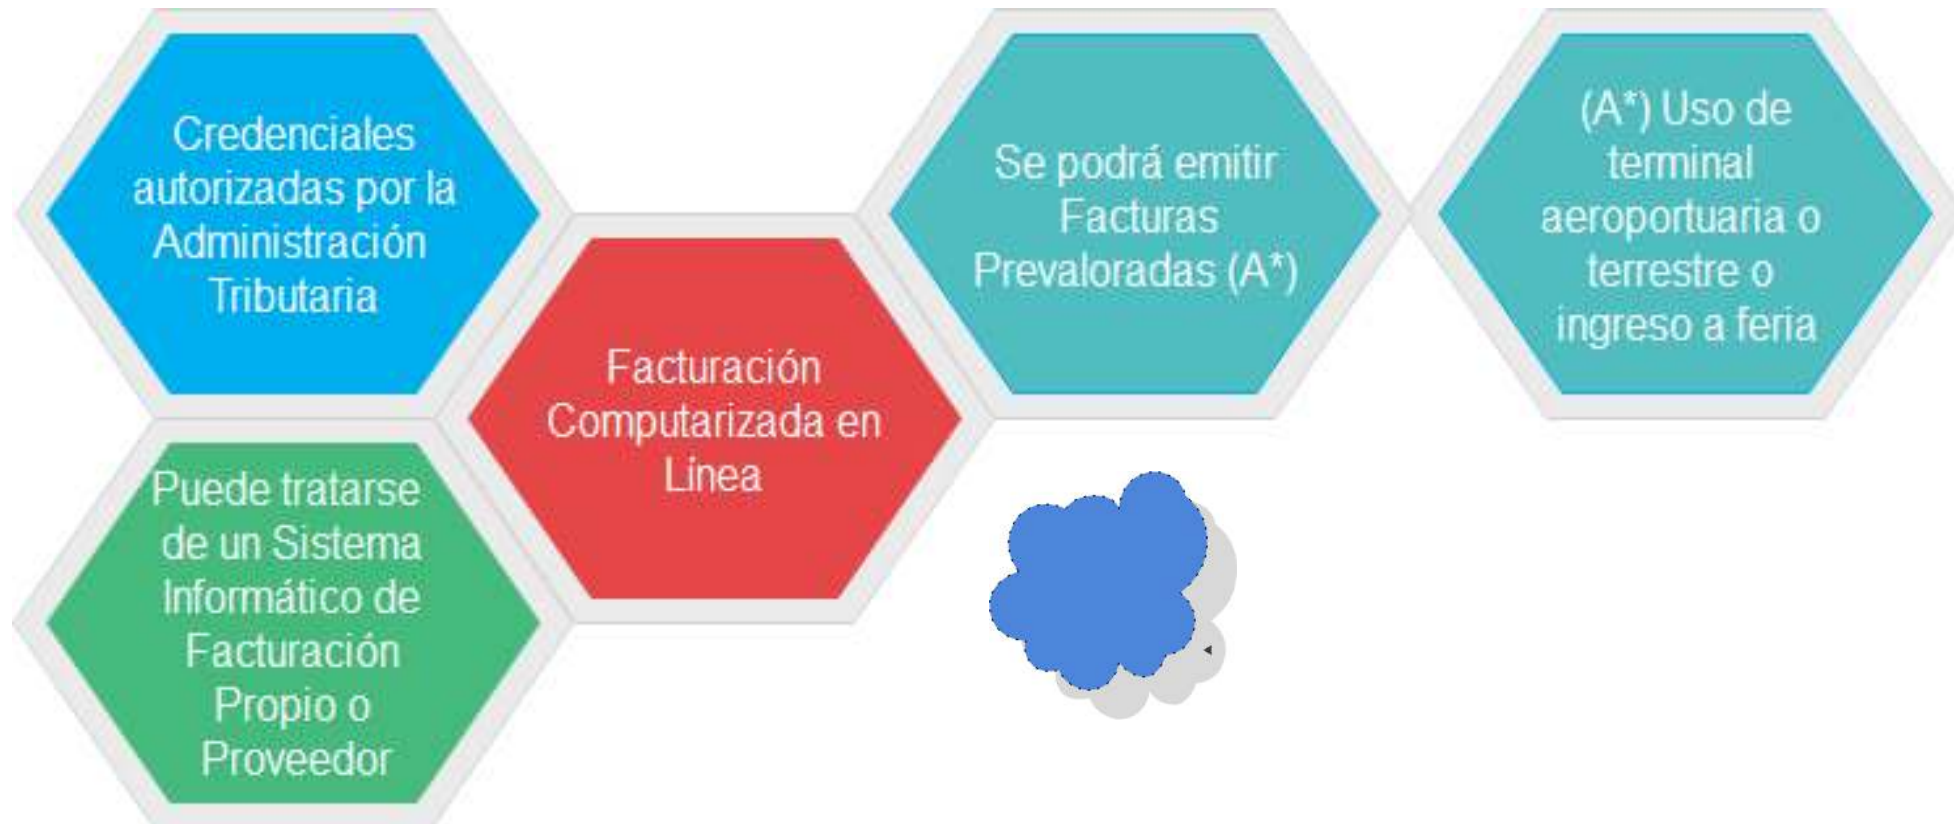 Credenciales
autorizadas por la
Administración
Tributaria
Puede tratarse
de un Sistema
Informático de
Facturación
Propio o
Proveedor
Facturación
Computarizada en
Línea
Se podrá emitir
Facturas
Prevaloradas (A*)
(A*) Uso de
terminal
aeroportuaria o
terrestre o
ingreso a feria